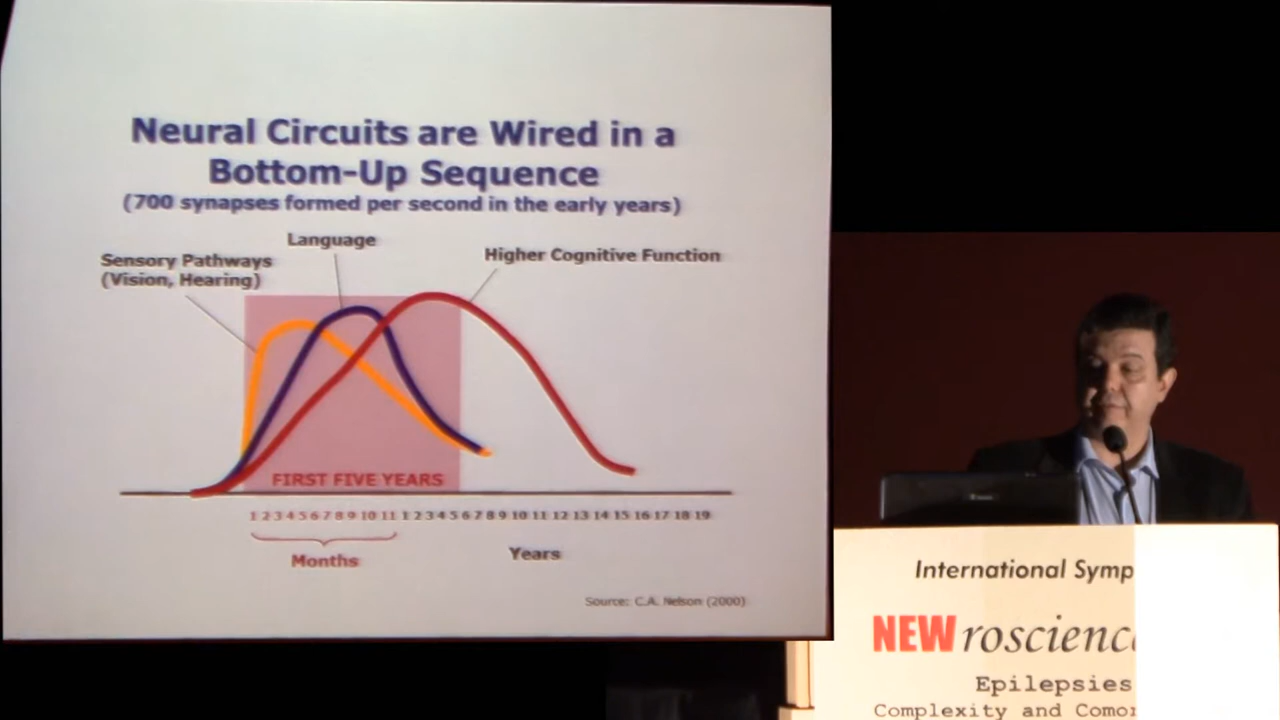 Neural Circuits are Wired in a
Bottom-Up Sequence
(700 synapses formed per second in the early years)
Language
Sensory Pathways
(Vision, Hearing)
Higher Cognitive Function
FIRST FIVE YEARS
1 2 3 4 5 6 7 8 9 10 11 1 2 3 4 5 6 7 8 9 10 11 12 13 14 15 16 17 18 19
Months
Years
Source: C.A. Nelson (2000)
International Symp
NEWroscienc
Epilepsies
Complexity and Comor